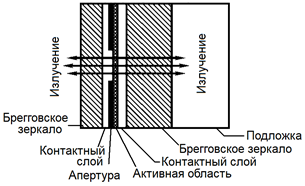 Излучение
Излучение
Брегговское
зеркало
Подложка
Контактный
слой
Брегговское зеркало
Контактный слой
Апертура
Активная область